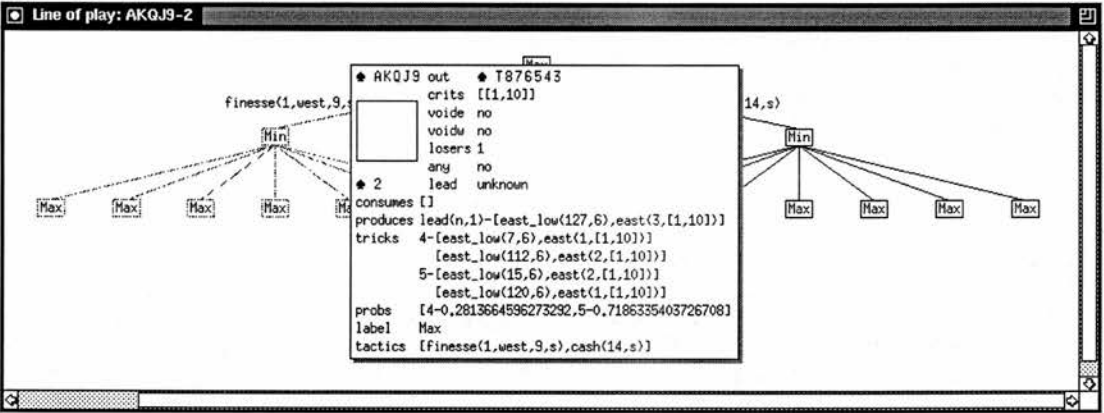 Line of play: AKQJ9-2
finesse(1,west,9,s
14,s)
Min
Min
Max
Max
Max
Max
Max
Max
Max
Max
♠ AKQJ9 out ♠ T876543
crits [[1,10]]
voide no
voidw no
losers 1
any no
♠ 2 lead unknown
consumes []
produces lead(n,1)-[east_low(127,6),east(3,[1,10])]
tricks 4-[east_low(7,6),east(1,[1,10])]
[east_low(112,6),east(2,[1,10])]
5-[east_low(15,6),east(2,[1,10])]
[east_low(120,6),east(1,[1,10])]
probs [4-0.2813664596273292,5-0.7186335403726708]
label Max
tactics [finesse(1,west,9,s),cash(14,s)]